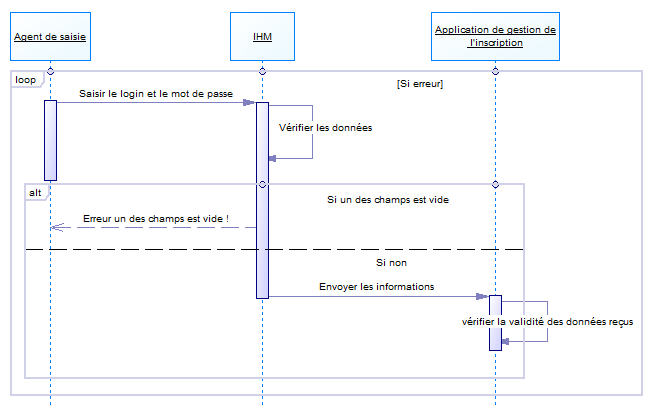 Agent de saisie
IHM
Application de gestion de
l'inscription
loop
[Si erreur]
Saisir le login et le mot de passe
Vérifier les données
alt
Si un des champs est vide
Erreur un des champs est vide !
Si non
Envoyer les informations
vérifier la validité des données reçus